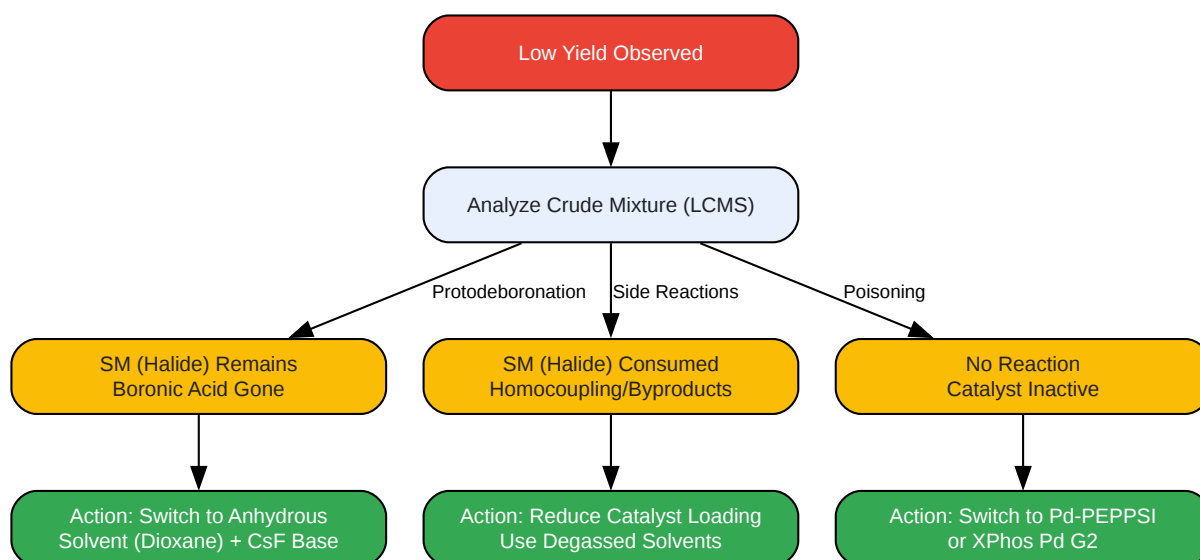 Low Yield Observed
Analyze Crude Mixture (LCMS)
Protodeboronation
Side Reactions
Poisoning
SM (Halide) Remains
Boronic Acid Gone
SM (Halide) Consumed
Homocoupling/Byproducts
No Reaction
Catalyst Inactive
Action: Switch to Anhydrous
Solvent (Dioxane) + CsF Base
Action: Reduce Catalyst Loading
Use Degassed Solvents
Action: Switch to Pd-PEPPSI
or XPhos Pd G2